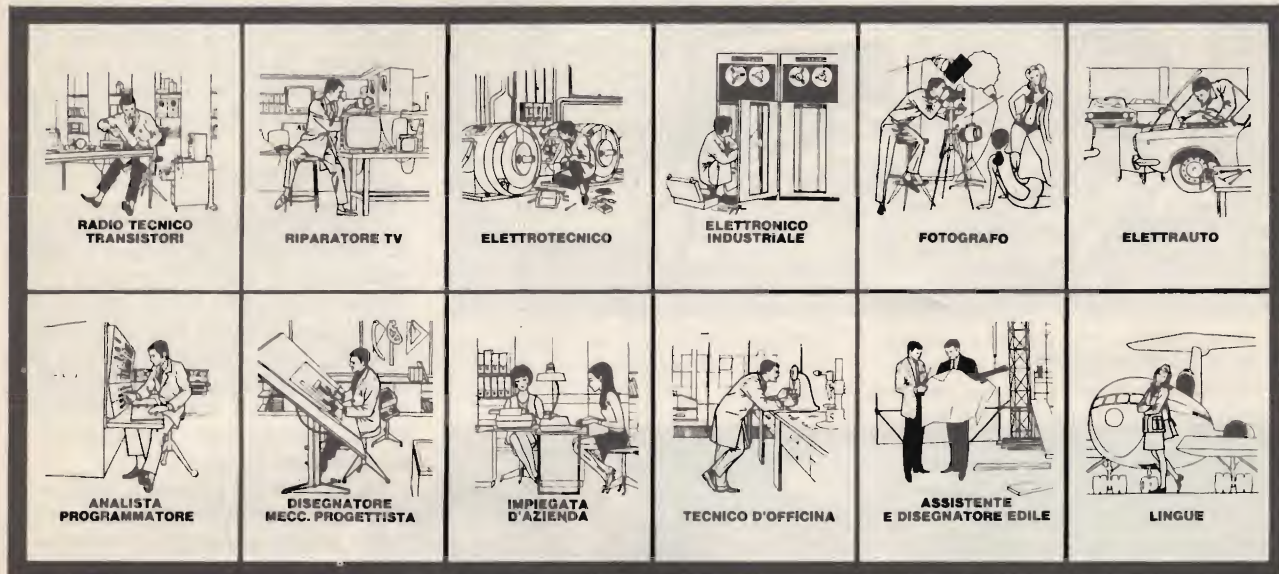 RADIO TECNICO
TRANSISTORI
RIPARATORE TV
ELETTROTECNICO
ELETTRONICO
INDUSTRIALE
FOTOGRAFO
ELETTRAUTO
ANALISTA
PROGRAMMATORE
DISEGNATORE
MECC. PROGETTISTA
IMPIEGATA
D'AZIENDA
TECNICO D'OFFICINA
ASSISTENTE
E DISEGNATORE EDILE
LINGUE